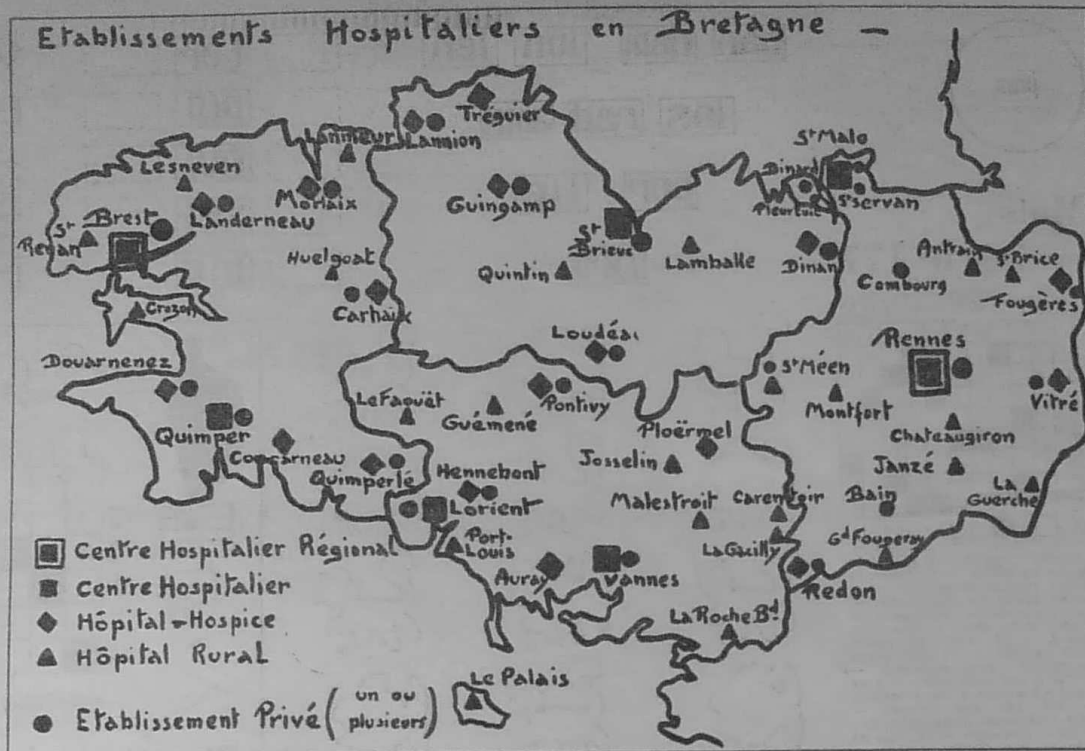 Etablissements Hospitaliers en Bretagne -
Tréguier
Lanmeur
Lannion
St Malo
Dinard
Lesneven
Morlaix
Guingamp
Pleurtuit
St Servan
St Renan
Brest
Landerneau
St Brieuc
Huelgoat
Quintin
Lamballe
Dinan
Combourg
Antrain
St Brice
Fougères
Crozon
Carhaix
Loudéac
Rennes
Douarnenez
St Méen
Le Faouët
Guémené
Pontivy
Montfort
Vitré
Quimper
Ploërmel
Chateaugiron
Concarneau
Quimperlé
Hennebont
Josselin
Janzé
La Guerche
Lorient
Malestroit
Carentoir
Bain
Port-Louis
La Gacilly
Gd Fougeray
Auray
Vannes
Redon
La Roche Bd
Le Palais
Centre Hospitalier Régional
Centre Hospitalier
Hôpital-Hospice
Hôpital Rural
Etablissement Privé (un ou plusieurs)